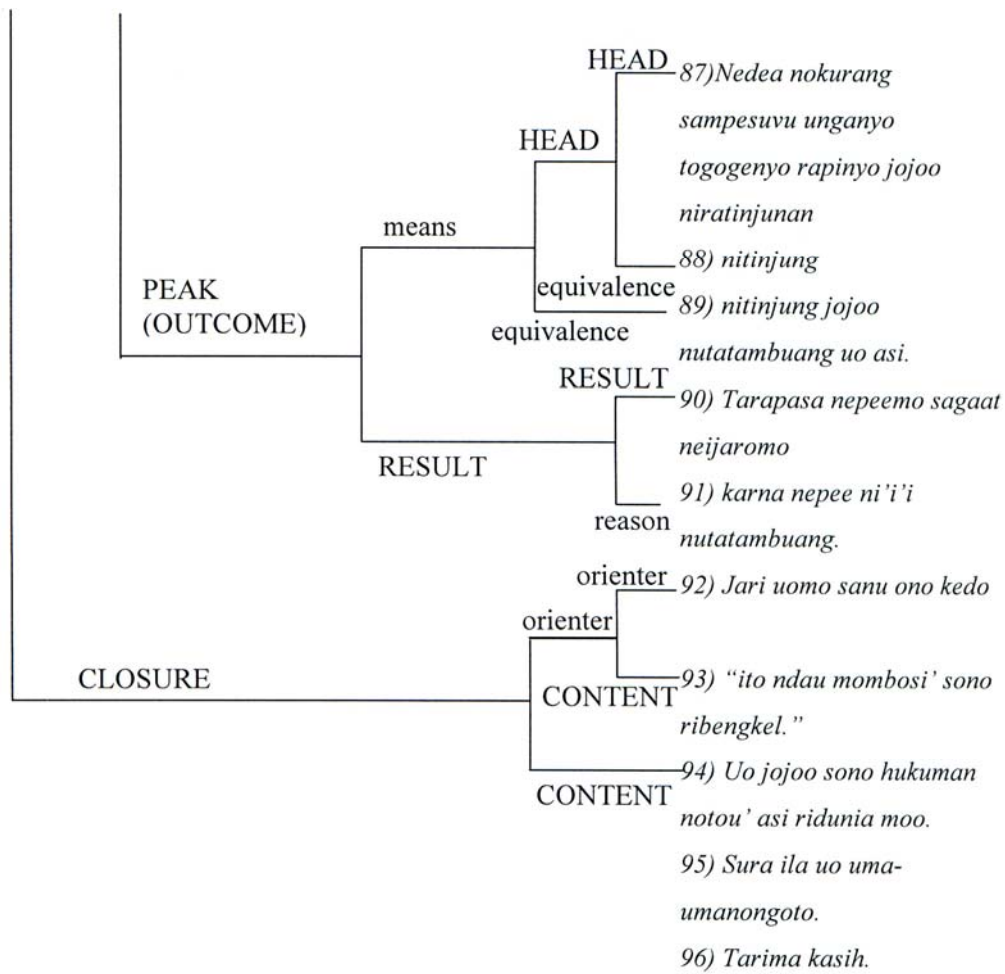 HEAD
87)Nedea nokurang
sampesuvu unganyo
togogenyo rapinyo jojoo
niratinjunan
HEAD
means
88) nitinjung
equivalence
PEAK
(OUTCOME)
89) nitinjung jojoo
nutatambuang uo asi.
equivalence
RESULT
90) Tarapasa nepeemo sagaat
neijaromo
RESULT
91) karna nepee ni'i'i
nutatambuang.
reason
orienter
92) Jari uomo sanu ono kedo
orienter
CLOSURE
93) “ito ndau mombosi' sono
ribengkel.”
CONTENT
94) Uo jojoo sono hukuman
notou' asi ridunia moo.
CONTENT
95) Sura ila uo uma-
umanongoto.
96) Tarima kasih.